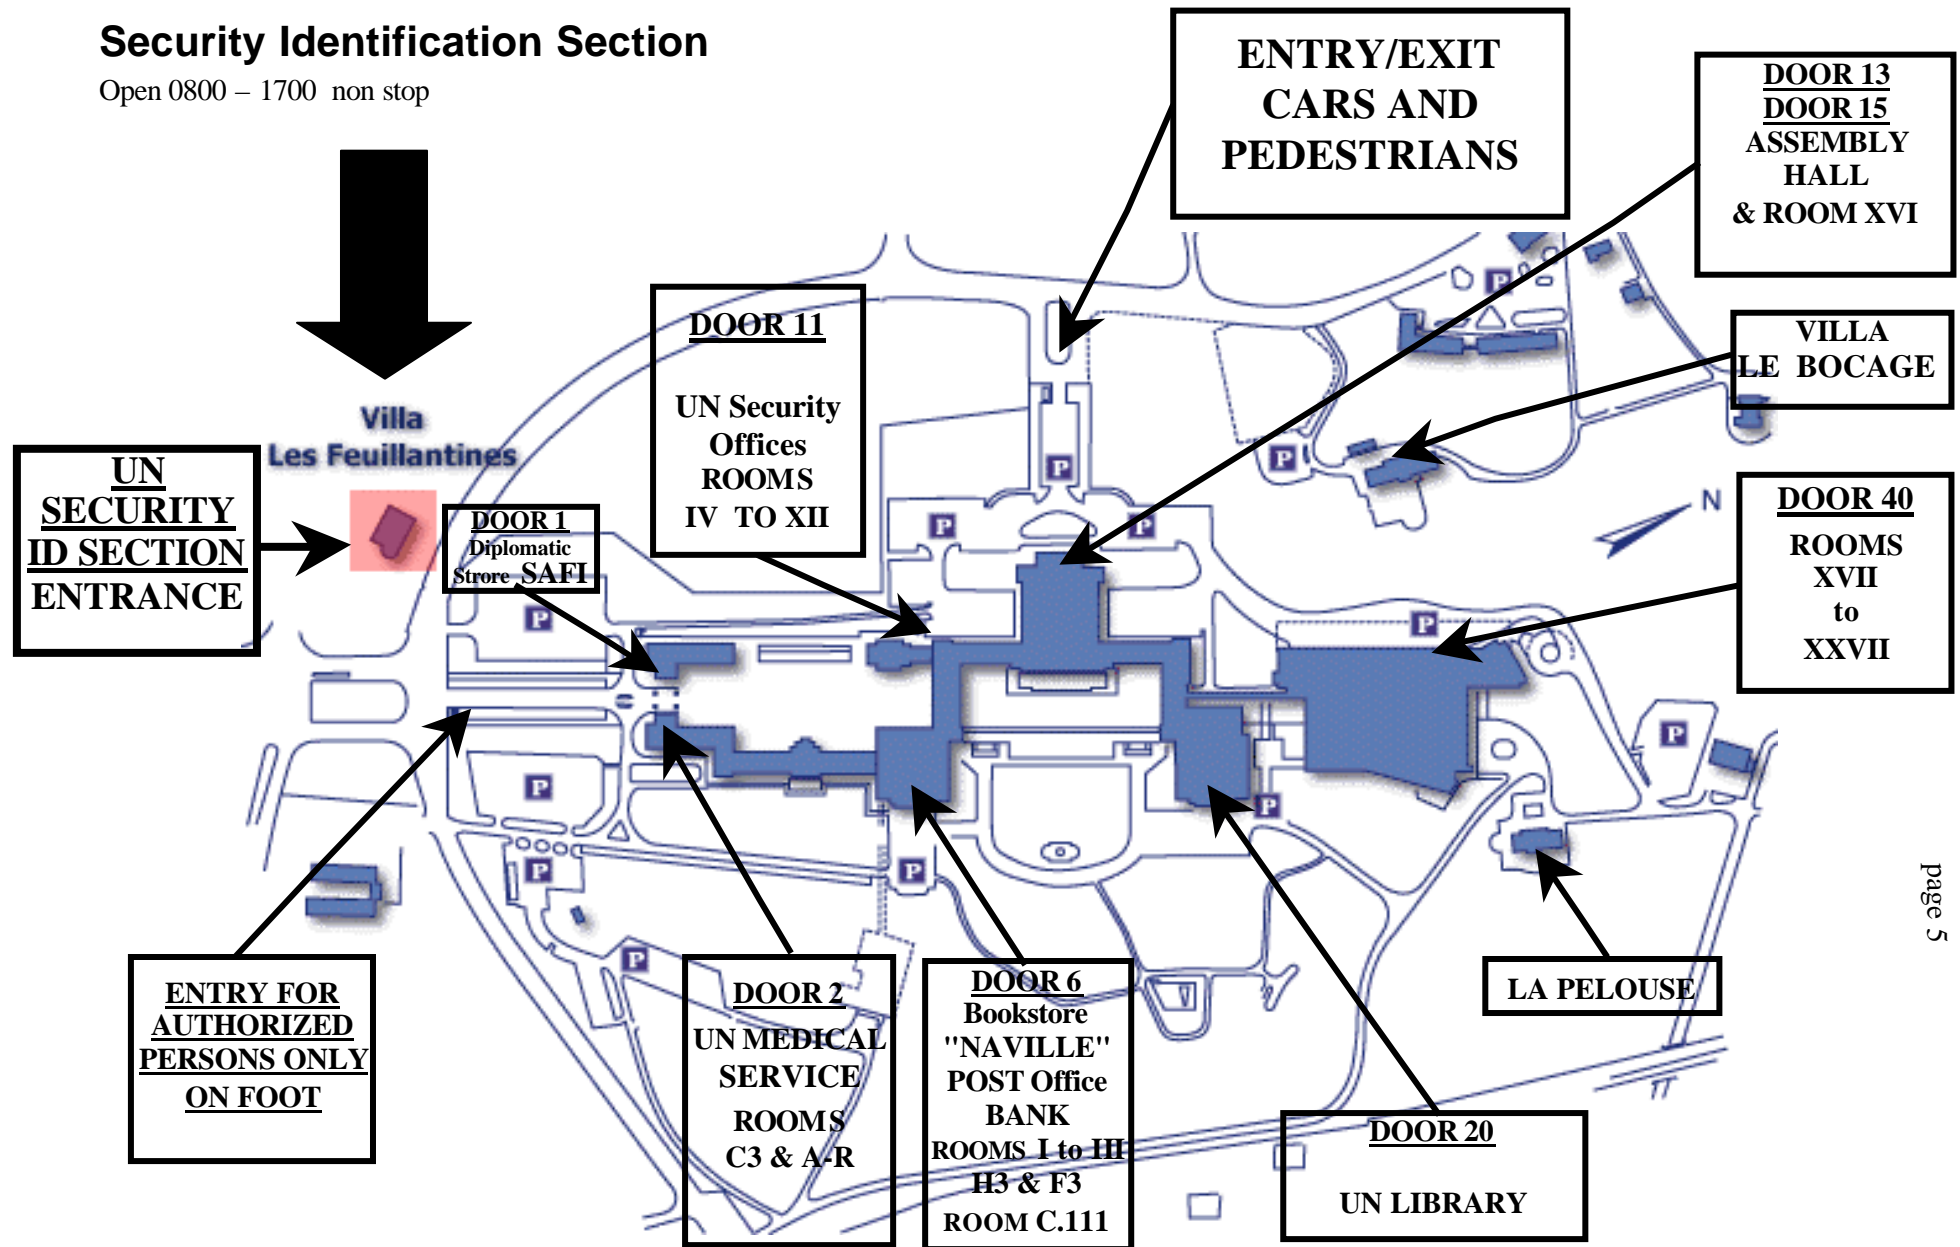 Security Identification Section
Open 0800 – 1700 non stop
ENTRY/EXIT
CARS AND
PEDESTRIANS
DOOR 13
DOOR 15
ASSEMBLY
HALL
& ROOM XVI
DOOR 11
UN Security
Offices
ROOMS
IV TO XII
VILLA
LE BOCAGE
Villa
Les Feuillantines
UN
SECURITY
ID SECTION
ENTRANCE
DOOR 1
Diplomatic
Strore SAFI
DOOR 40
ROOMS
XVII
to
XXVII
N
P
P
P
P
P
P
P
P
P
P
P
P
P
ENTRY FOR
AUTHORIZED
PERSONS ONLY
ON FOOT
DOOR 2
UN MEDICAL
SERVICE
ROOMS
C3 & A-R
DOOR 6
Bookstore
"NAVILLE"
POST Office
BANK
ROOMS I to III
H3 & F3
ROOM C.111
DOOR 20
UN LIBRARY
LA PELOUSE
page 5